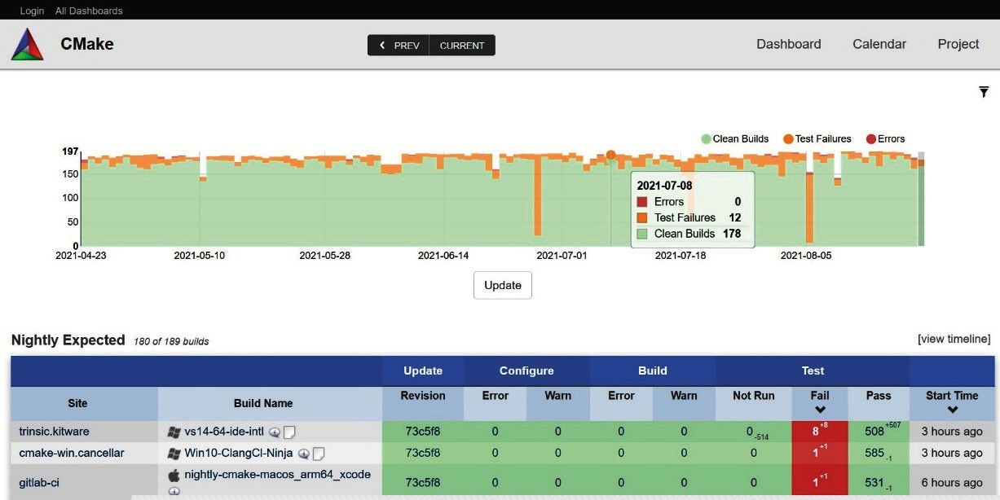 Login All Dashboards
CMake
PREV CURRENT
Dashboard Calendar Project
Clean Builds Test Failures Errors
197
150
100
50
0
2021-07-08
Errors 0
Test Failures 12
Clean Builds 178
2021-04-23 2021-05-10 2021-05-28 2021-06-14 2021-07-01 2021-07-18 2021-08-05
Update
Nightly Expected 180 of 189 builds [view timeline]
Update Configure Build Test
Site Build Name Revision Error Warn Error Warn Not Run Fail Pass Start Time
trinsic.kitware vs14-64-ide-intl 73c5f8 0 0 0 0 0 -514 8 +8 508 +507 3 hours ago
cmake-win.cancellar Win10-ClangCl-Ninja 73c5f8 0 0 0 0 0 1 +1 585 -1 3 hours ago
gitlab-ci nightly-cmake-macos_arm64_xcode 73c5f8 0 0 0 0 0 1 +1 531 -1 6 hours ago